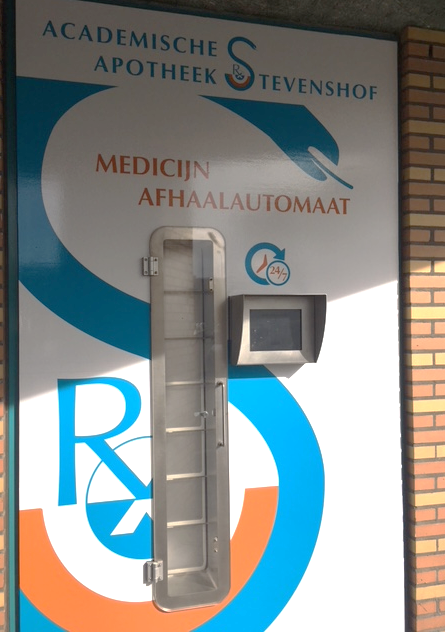 ACADEMISCHE
APOTHEEK STEVENSHOF
MEDICIJN
AFHAALAUTOMAAT
24/7
Rx